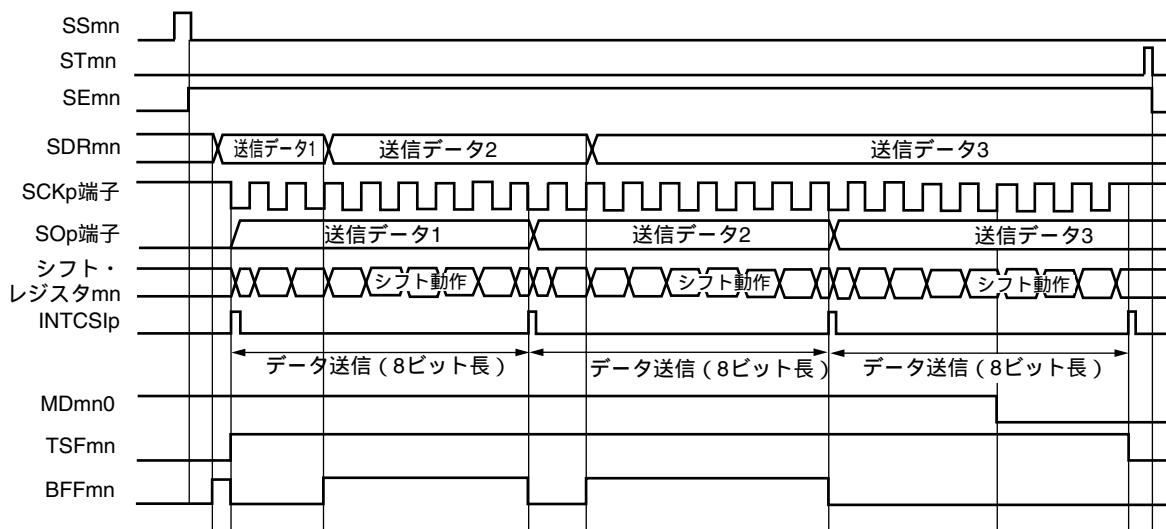 SSmn
STmn
SEmn
SDRmn 送信データ1 送信データ2 送信データ3
SCKp端子
SOp端子 送信データ1 送信データ2 送信データ3
シフト・
レジスタmn シフト動作 シフト動作 シフト動作
INTCSIp
データ送信(8ビット長) データ送信(8ビット長) データ送信(8ビット長)
MDmn0
TSFmn
BFFmn